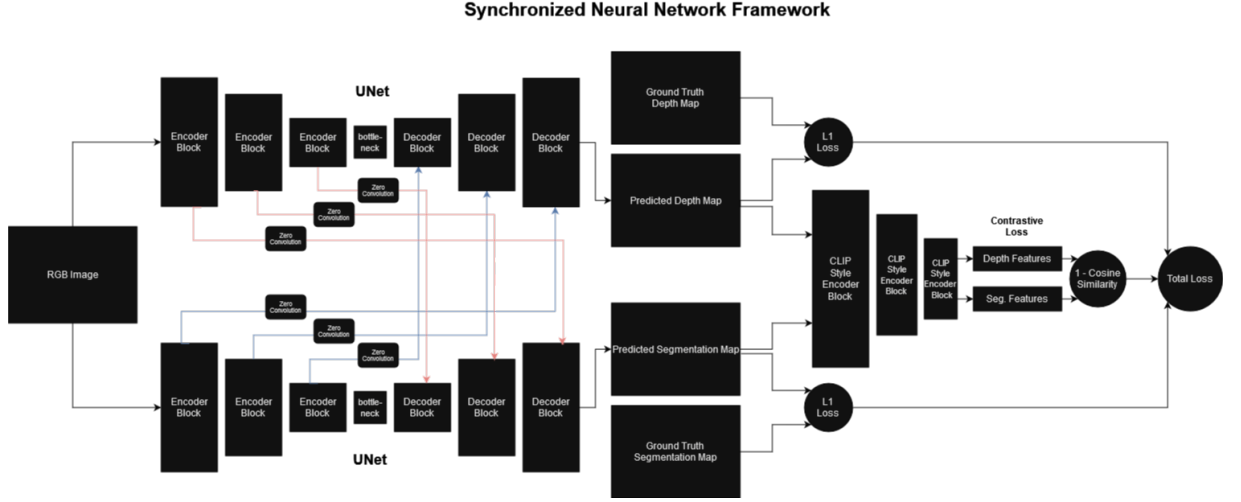 Synchronized Neural Network Framework
UNet
Encoder
Block
Encoder
Block
Encoder
Block
bottle-
neck
Decoder
Block
Decoder
Block
Decoder
Block
Zero
Convolution
Zero
Convolution
Zero
Convolution
RGB Image
Zero
Convolution
Zero
Convolution
Zero
Convolution
Encoder
Block
Encoder
Block
Encoder
Block
bottle-
neck
Decoder
Block
Decoder
Block
Decoder
Block
UNet
Ground Truth
Depth Map
Predicted Depth Map
L1
Loss
Predicted Segmentation Map
Ground Truth
Segmentation Map
L1
Loss
CLIP
Style
Encoder
Block
CLIP
Style
Encoder
Block
CLIP
Style
Encoder
Block
Contrastive
Loss
Depth Features
Seg. Features
1 - Cosine
Similarity
Total Loss